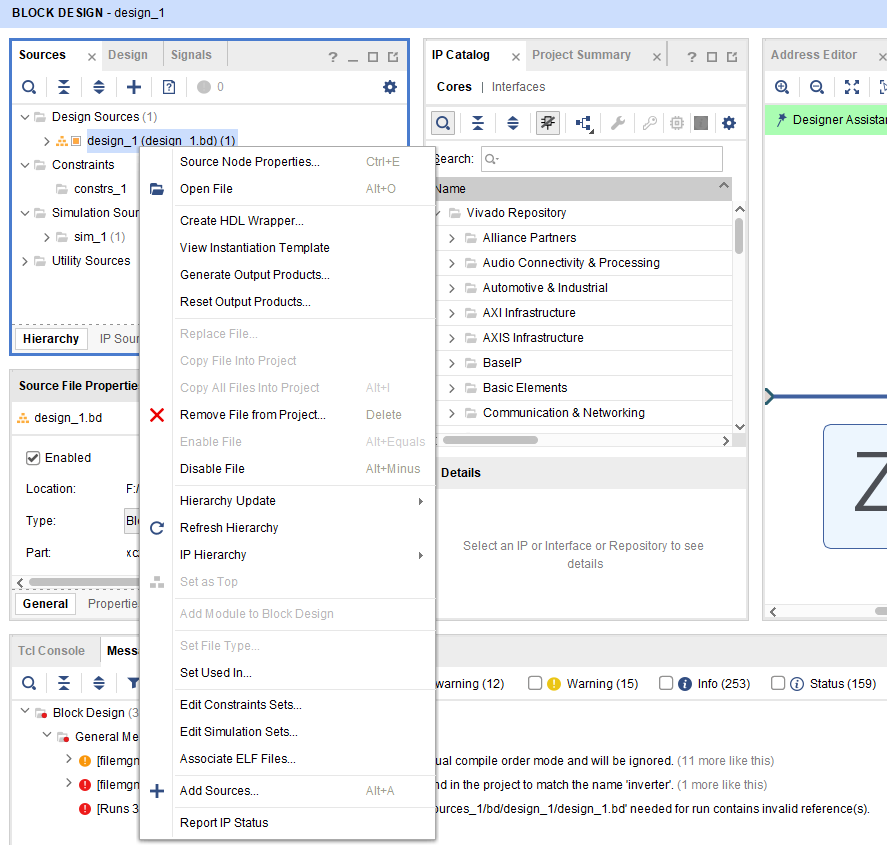 BLOCK DESIGN - design_1
Sources
Design
Signals
?
0
Design Sources (1)
design_1 (design_1.bd) (1)
Constraints
constrs_1
Simulation Sour
sim_1 (1)
Utility Sources
Hierarchy
IP Sour
Source File Propertie
design_1.bd
Enabled
Location:
F:/
Type:
Part:
xc
General
Propertie
Source Node Properties... Ctrl+E
Open File Alt+O
Create HDL Wrapper...
View Instantiation Template
Generate Output Products...
Reset Output Products...
Replace File...
Copy File Into Project
Copy All Files Into Project Alt+I
Remove File from Project... Delete
Enable File Alt+Equals
Disable File Alt+Minus
Hierarchy Update
Refresh Hierarchy
IP Hierarchy
Set as Top
Add Module to Block Design
Set File Type...
Set Used In...
Edit Constraints Sets...
Edit Simulation Sets...
Associate ELF Files...
Add Sources... Alt+A
Report IP Status
IP Catalog
Project Summary
?
Cores | Interfaces
Search:
Name
Vivado Repository
Alliance Partners
Audio Connectivity & Processing
Automotive & Industrial
AXI Infrastructure
AXIS Infrastructure
BaseIP
Basic Elements
Communication & Networking
Details
Select an IP or Interface or Repository to see
details
Address Editor
Designer Assistan
Z
Tcl Console
Mess
warning (12)
Warning (15)
Info (253)
Status (159)
Block Design (3
General Me
[filemgm
ual compile order mode and will be ignored. (11 more like this)
[filemgm
nd in the project to match the name 'inverter'. (1 more like this)
[Runs 3
ources_1/bd/design_1/design_1.bd' needed for run contains invalid reference(s).